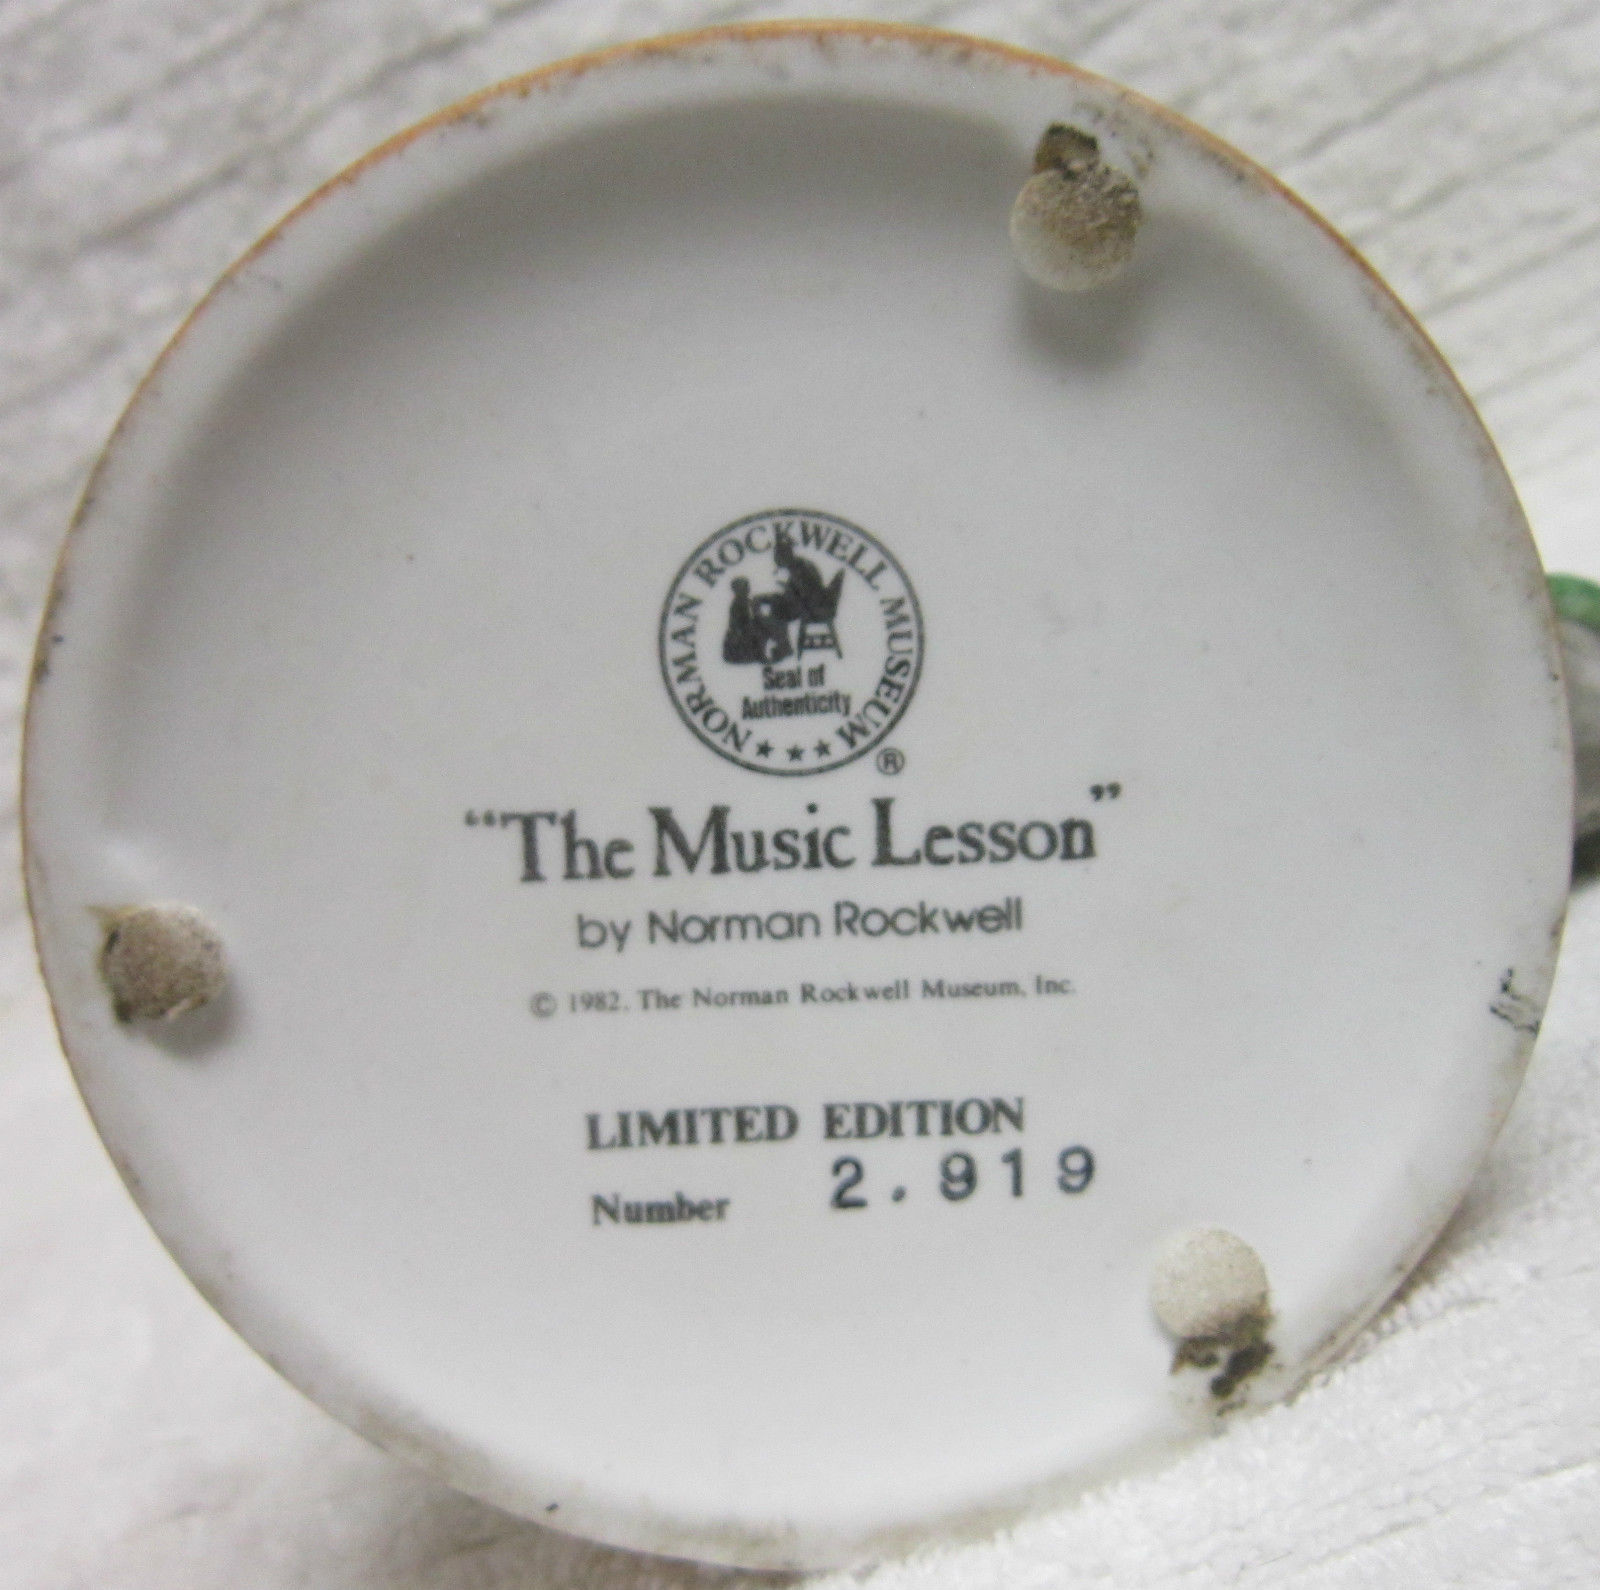 NORMAN ROCKWELL MUSEUM
Seal of
Authenticity
★ ★ ★
®
“The Music Lesson”
by Norman Rockwell
© 1982. The Norman Rockwell Museum, Inc.
LIMITED EDITION
Number 2.919